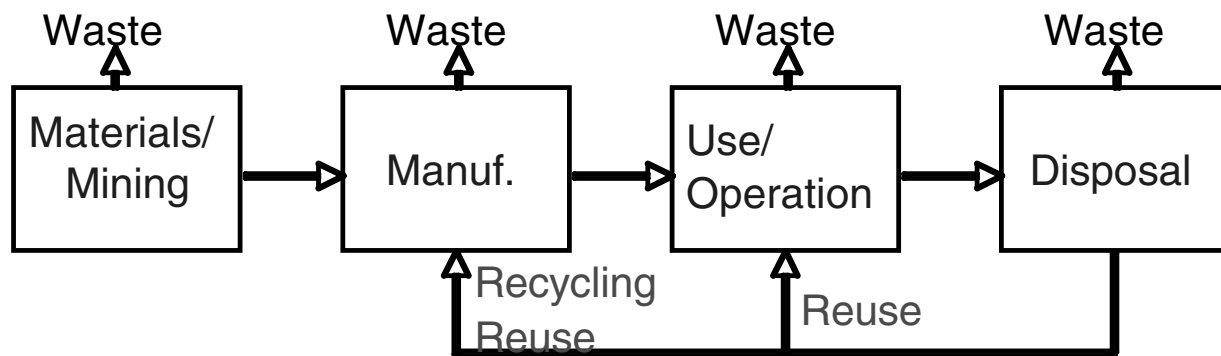 Waste Waste Waste Waste
Materials/
Mining
Manuf.
Use/
Operation
Disposal
Recycling
Reuse
Reuse